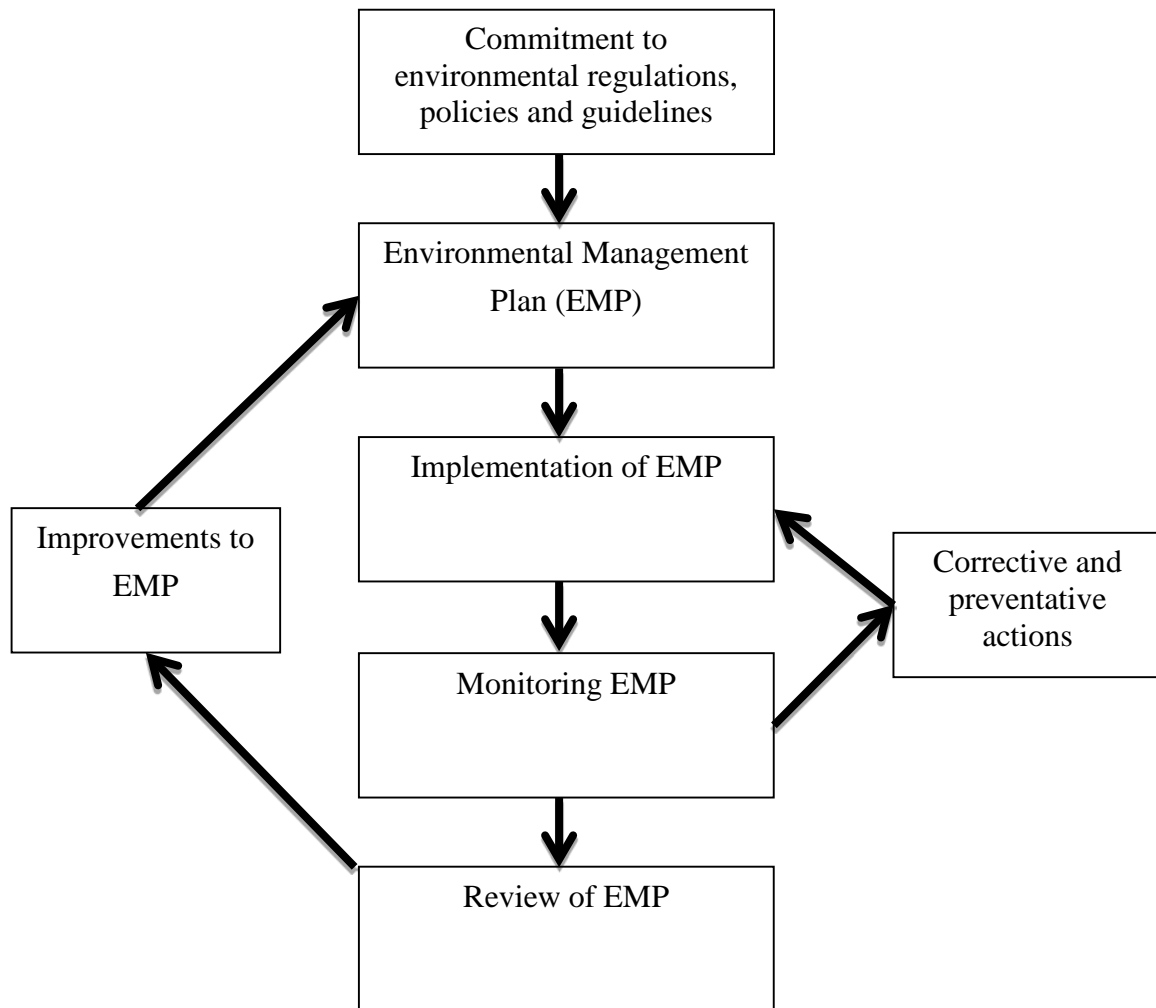 Commitment to
environmental regulations,
policies and guidelines
Environmental Management
Plan (EMP)
Implementation of EMP
Improvements to
EMP
Corrective and
preventative
actions
Monitoring EMP
Review of EMP